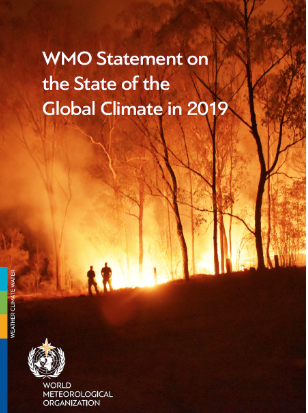 WMO Statement on
the State of the
Global Climate in 2019
WEATHER CLIMATE WATER
WORLD
METEOROLOGICAL
ORGANIZATION